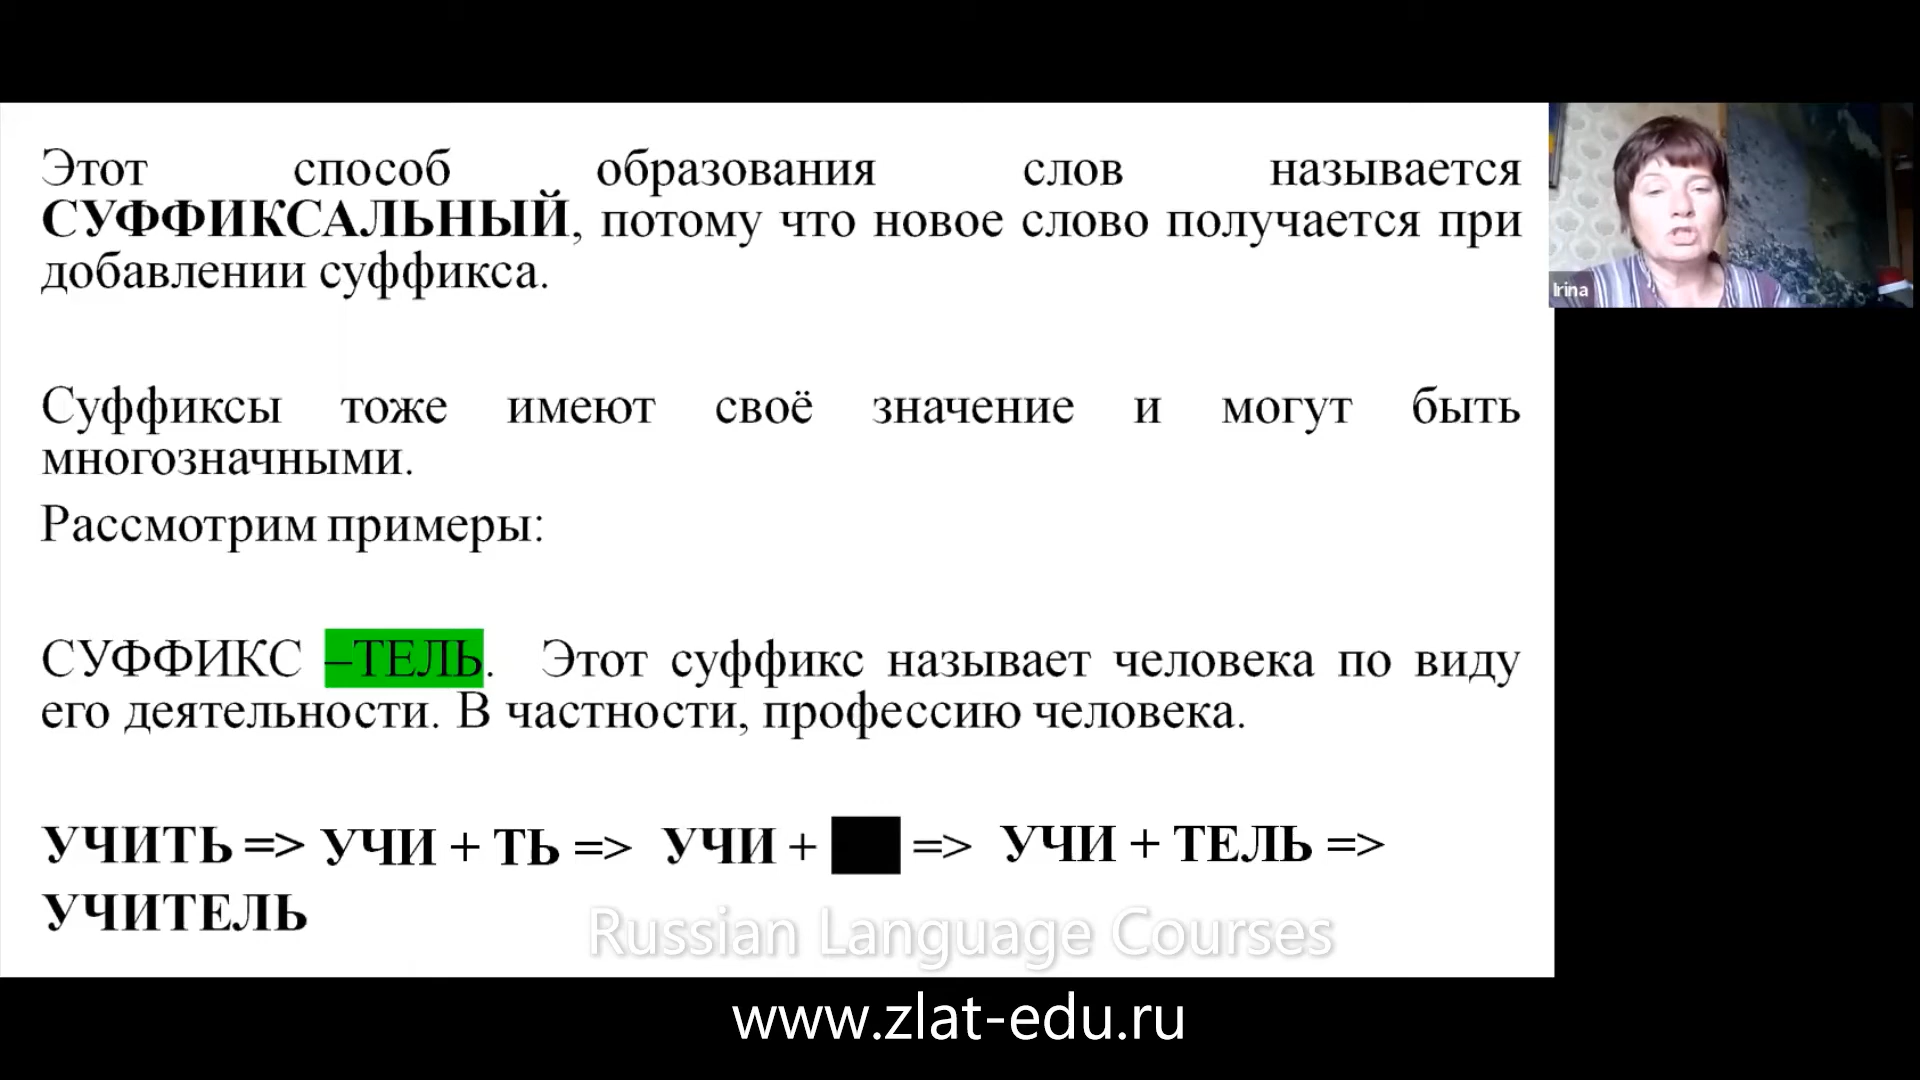 Этот способ образования слов называется
СУФФИКСАЛЬНЫЙ, потому что новое слово получается при
добавлении суффикса.
Суффиксы тоже имеют своё значение и могут быть
многозначными.
Рассмотрим примеры:
СУФФИКС –ТЕЛЬ. Этот суффикс называет человека по виду
его деятельности. В частности, профессию человека.
УЧИТЬ => УЧИ + ТЬ => УЧИ + => УЧИ + ТЕЛЬ =>
УЧИТЕЛЬ
Irina
Russian Language Courses
www.zlat-edu.ru